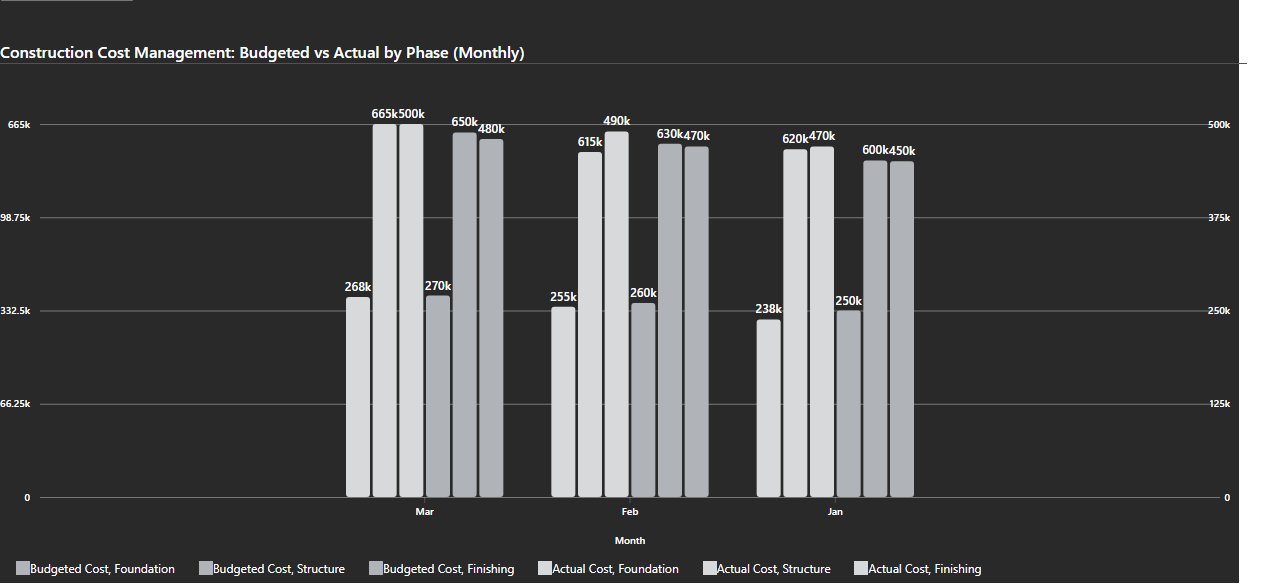 Construction Cost Management: Budgeted vs Actual by Phase (Monthly)
665k 500k 650k 480k 615k 490k 630k 470k 620k 470k 600k 450k
665k 500k
98.75k 375k
268k 270k 255k 260k 238k 250k
332.5k 250k
66.25k 125k
0 0
Mar Feb Jan
Month
Budgeted Cost, Foundation Budgeted Cost, Structure Budgeted Cost, Finishing Actual Cost, Foundation Actual Cost, Structure Actual Cost, Finishing